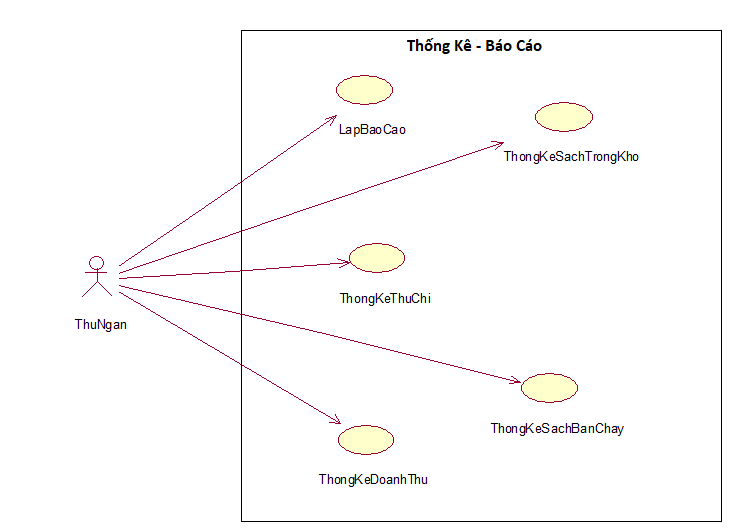 Thống Kê - Báo Cáo
LapBaoCao
ThongKeSachTrongKho
ThongKeThuChi
ThuNgan
ThongKeSachBanChay
ThongKeDoanhThu